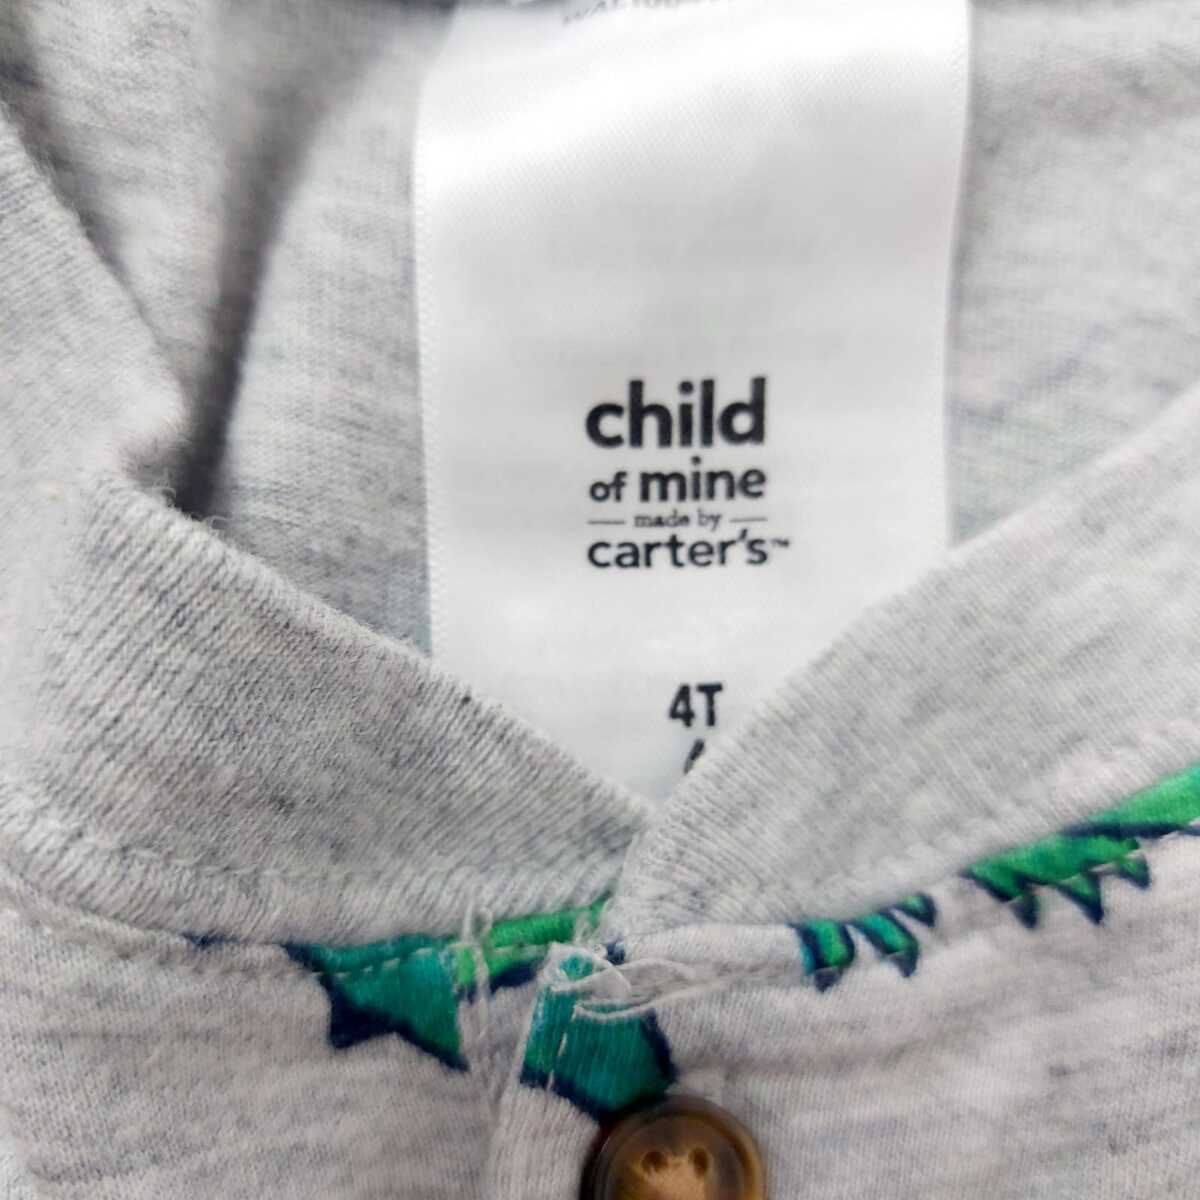 child
of mine
made by
carter's™
4T